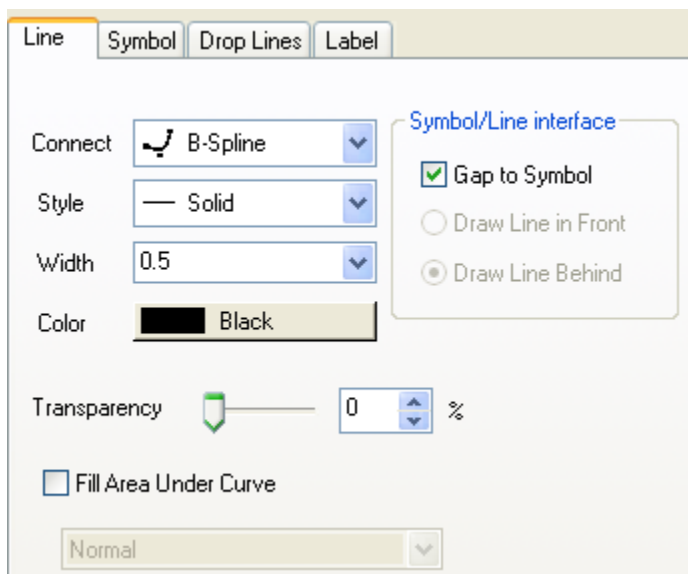 Line Symbol Drop Lines Label
Symbol/Line interface
Connect B-Spline
Gap to Symbol
Style Solid
Draw Line in Front
Width 0.5
Draw Line Behind
Color Black
Transparency 0 %
Fill Area Under Curve
Normal